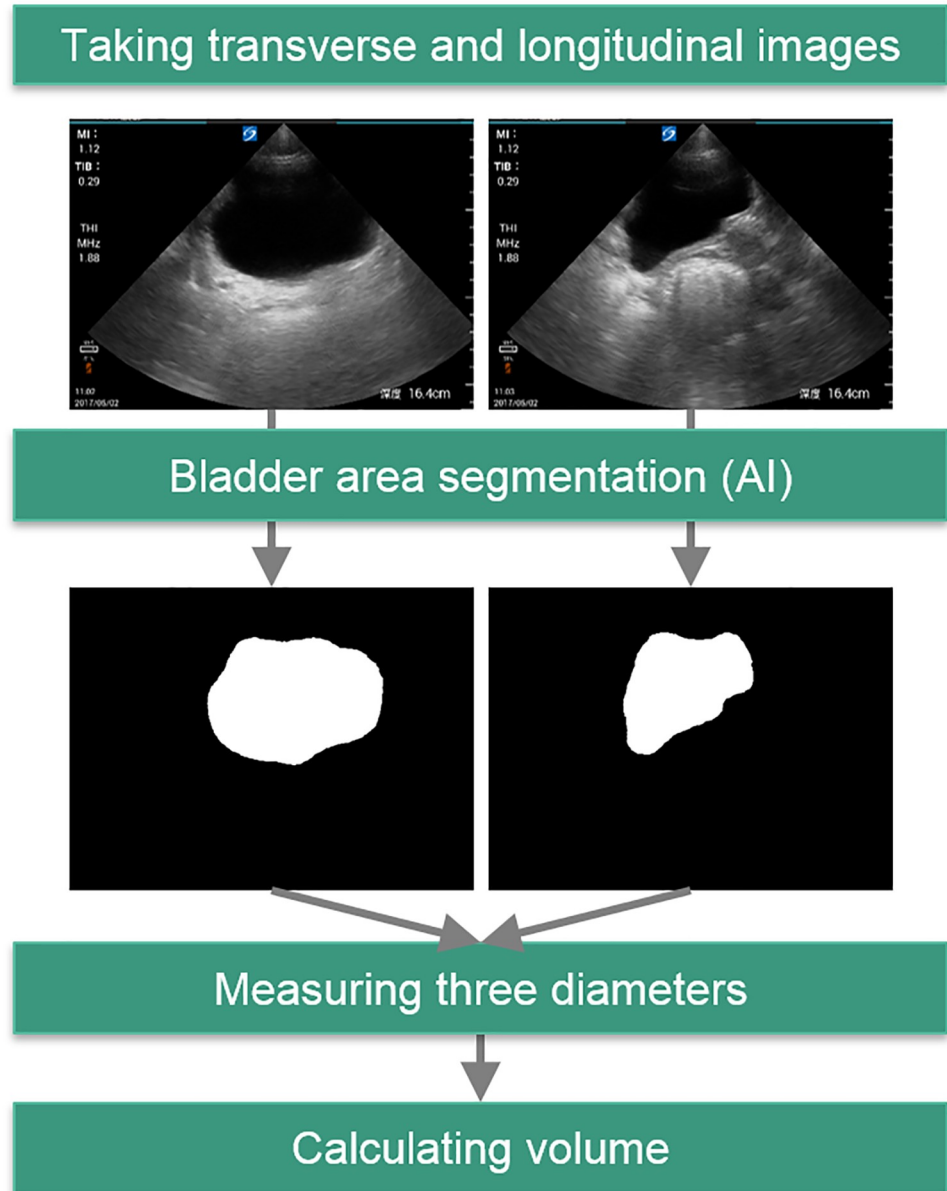 Taking transverse and longitudinal images
MI :
1.12
TIB :
0.29
THI
MHz
1.88
11:02
2017/05/02
深度 16.4cm
MI :
1.12
TIB :
0.29
THI
MHz
1.88
11:03
2017/05/02
深度 16.4cm
Bladder area segmentation (AI)
Measuring three diameters
Calculating volume